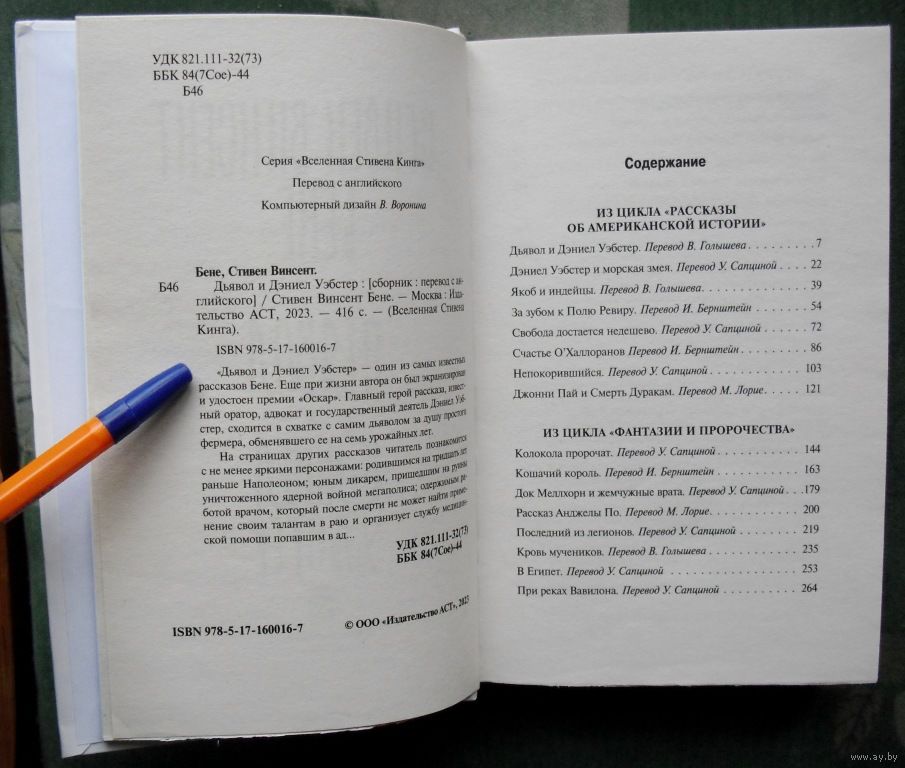 УДК 821.111-32(73)
ББК 84(7Сое)-44
Б46
Серия «Вселенная Стивена Кинга»
Перевод с английского
Компьютерный дизайн В. Воронина
Бене, Стивен Винсент.
Б46 Дьявол и Дэниел Уэбстер : [сборник : перевод с ан-
глийского] / Стивен Винсент Бене. — Москва : Изда-
тельство АСТ, 2023. — 416 с. — (Вселенная Стивена
Кинга).
ISBN 978-5-17-160016-7
«Дьявол и Дэниел Уэбстер» — один из самых известных
рассказов Бене. Еще при жизни автора он был экранизирован
и удостоен премии «Оскар». Главный герой рассказа, извест-
ный оратор, адвокат и государственный деятель Дэниел Уэб-
стер, сходится в схватке с самим дьяволом за душу простого
фермера, обменявшего ее на семь урожайных лет.
На страницах других рассказов читатель познакомится
с не менее яркими персонажами: родившимся на тридцать лет
раньше Наполеоном; юным дикарем, пришедшим на руины
уничтоженного ядерной войной мегаполиса; одержимым ра-
ботой врачом, который после смерти не может найти приме-
нение своим талантам в раю и организует службу медицин-
ской помощи попавшим в ад...
УДК 821.111-32(73)
ББК 84(7Сое)-44
ISBN 978-5-17-160016-7
© ООО «Издательство АСТ», 2023
Содержание
ИЗ ЦИКЛА «РАССКАЗЫ
ОБ АМЕРИКАНСКОЙ ИСТОРИИ»
Дьявол и Дэниел Уэбстер. Перевод В. Голышева . . . . . . . . . 7
Дэниел Уэбстер и морская змея. Перевод У. Сапциной . . . . 22
Якоб и индейцы. Перевод В. Голышева . . . . . . . . . . . . . . 39
За зубом к Полю Ревиру. Перевод И. Бернштейн . . . . . . . . 54
Свобода достается недешево. Перевод У. Сапциной . . . . . . 72
Счастье О'Халлоранов Перевод И. Бернштейн . . . . . . . . . 86
Непокорившийся. Перевод У. Сапциной . . . . . . . . . . . . . 103
Джонни Пай и Смерть Дуракам. Перевод М. Лорие . . . . . . 121
ИЗ ЦИКЛА «ФАНТАЗИИ И ПРОРОЧЕСТВА»
Колокола пророчат. Перевод У. Сапциной . . . . . . . . . . . 144
Кошачий король. Перевод И. Бернштейн . . . . . . . . . . . . 163
Док Меллхорн и жемчужные врата. Перевод У. Сапциной . . .179
Рассказ Анджелы По. Перевод М. Лорие . . . . . . . . . . . . 200
Последний из легионов. Перевод У. Сапциной . . . . . . . . . 219
Кровь мучеников. Перевод В. Голышева . . . . . . . . . . . . . 235
В Египет. Перевод У. Сапциной . . . . . . . . . . . . . . . . . 253
При реках Вавилона. Перевод У. Сапциной . . . . . . . . . . 264
www.ay.by